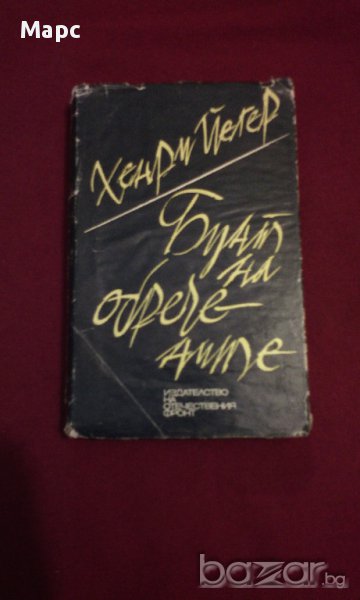 Марс
Хенри Йегер
Бунт
на
обрече
ните
ИЗДАТЕЛСТВО
НА
ОТЕЧЕСТВЕНИЯ
ФРОНТ
bazar.bg